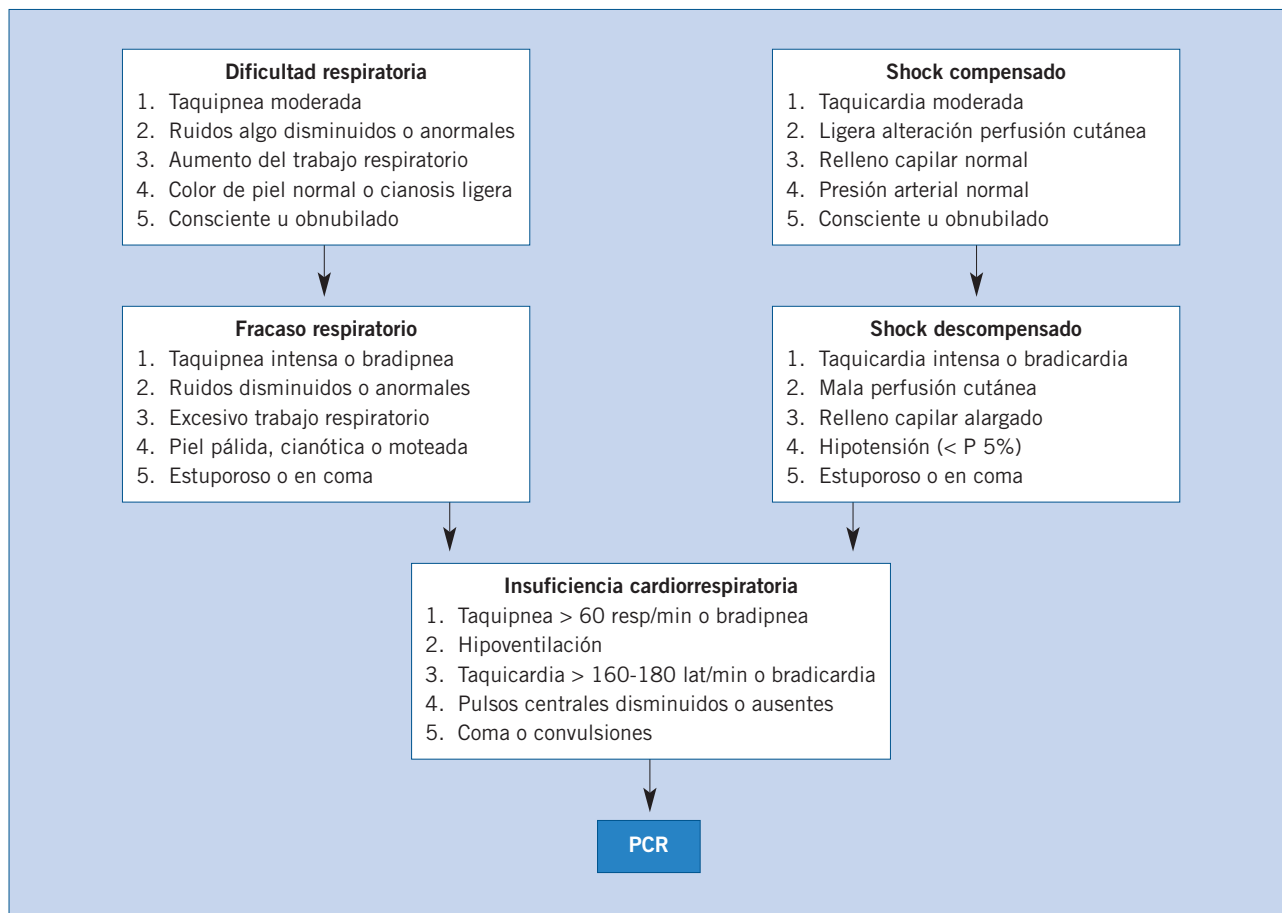 Dificultad respiratoria
1. Taquipnea moderada
2. Ruidos algo disminuidos o anormales
3. Aumento del trabajo respiratorio
4. Color de piel normal o cianosis ligera
5. Consciente u obnubilado
Shock compensado
1. Taquicardia moderada
2. Ligera alteración perfusión cutánea
3. Relleno capilar normal
4. Presión arterial normal
5. Consciente u obnubilado
Fracaso respiratorio
1. Taquipnea intensa o bradipnea
2. Ruidos disminuidos o anormales
3. Excesivo trabajo respiratorio
4. Piel pálida, cianótica o moteada
5. Estuporoso o en coma
Shock descompensado
1. Taquicardia intensa o bradicardia
2. Mala perfusión cutánea
3. Relleno capilar alargado
4. Hipotensión (< P 5%)
5. Estuporoso o en coma
Insuficiencia cardiorrespiratoria
1. Taquipnea > 60 resp/min o bradipnea
2. Hipoventilación
3. Taquicardia > 160-180 lat/min o bradicardia
4. Pulsos centrales disminuidos o ausentes
5. Coma o convulsiones
PCR